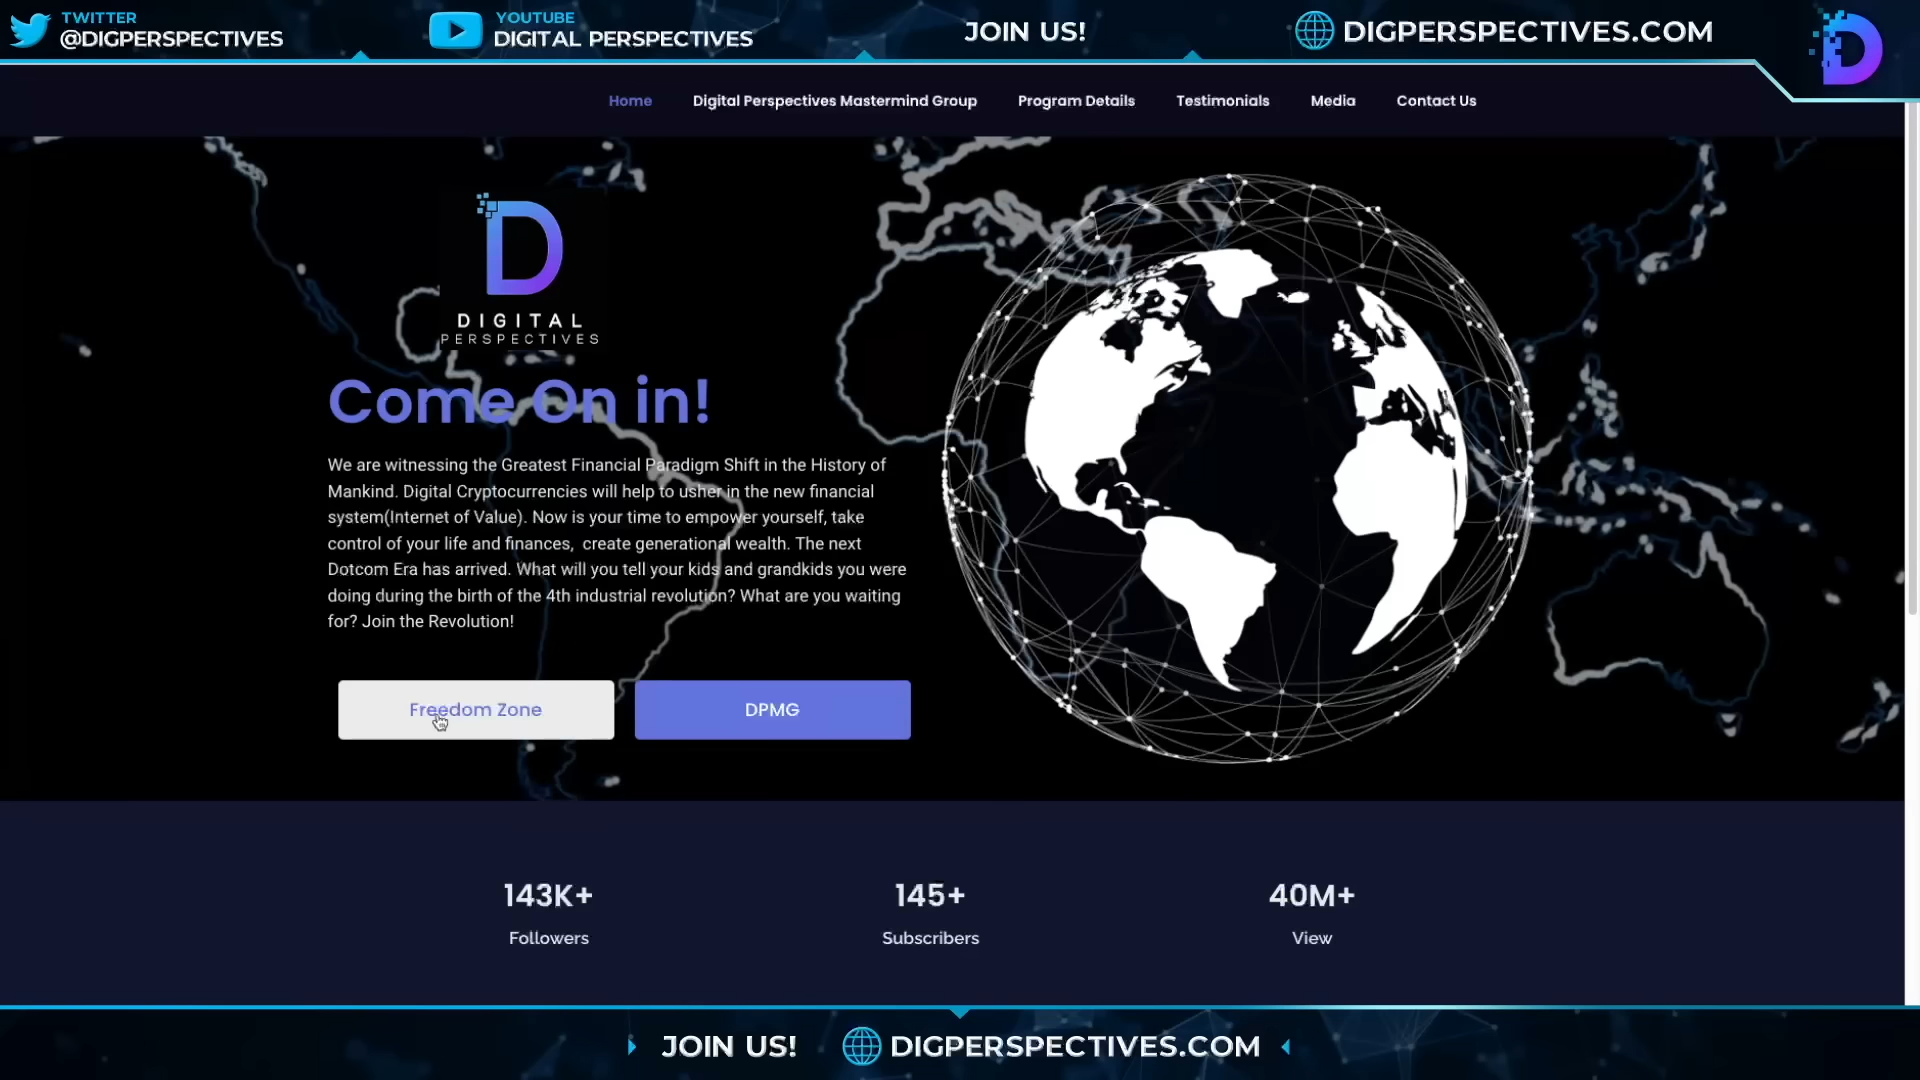 TWITTER
@DIGPERSPECTIVES
YOUTUBE
DIGITAL PERSPECTIVES
JOIN US!
DIGPERSPECTIVES.COM
Home
Digital Perspectives Mastermind Group
Program Details
Testimonials
Media
Contact Us
DIGITAL
PERSPECTIVES
Come On in!
We are witnessing the Greatest Financial Paradigm Shift in the History of
Mankind. Digital Cryptocurrencies will help to usher in the new financial
system(Internet of Value). Now is your time to empower yourself, take
control of your life and finances,  create generational wealth. The next
Dotcom Era has arrived. What will you tell your kids and grandkids you were
doing during the birth of the 4th industrial revolution? What are you waiting
for? Join the Revolution!
Freedom Zone
DPMG
143K+
Followers
145+
Subscribers
40M+
View
JOIN US!
DIGPERSPECTIVES.COM